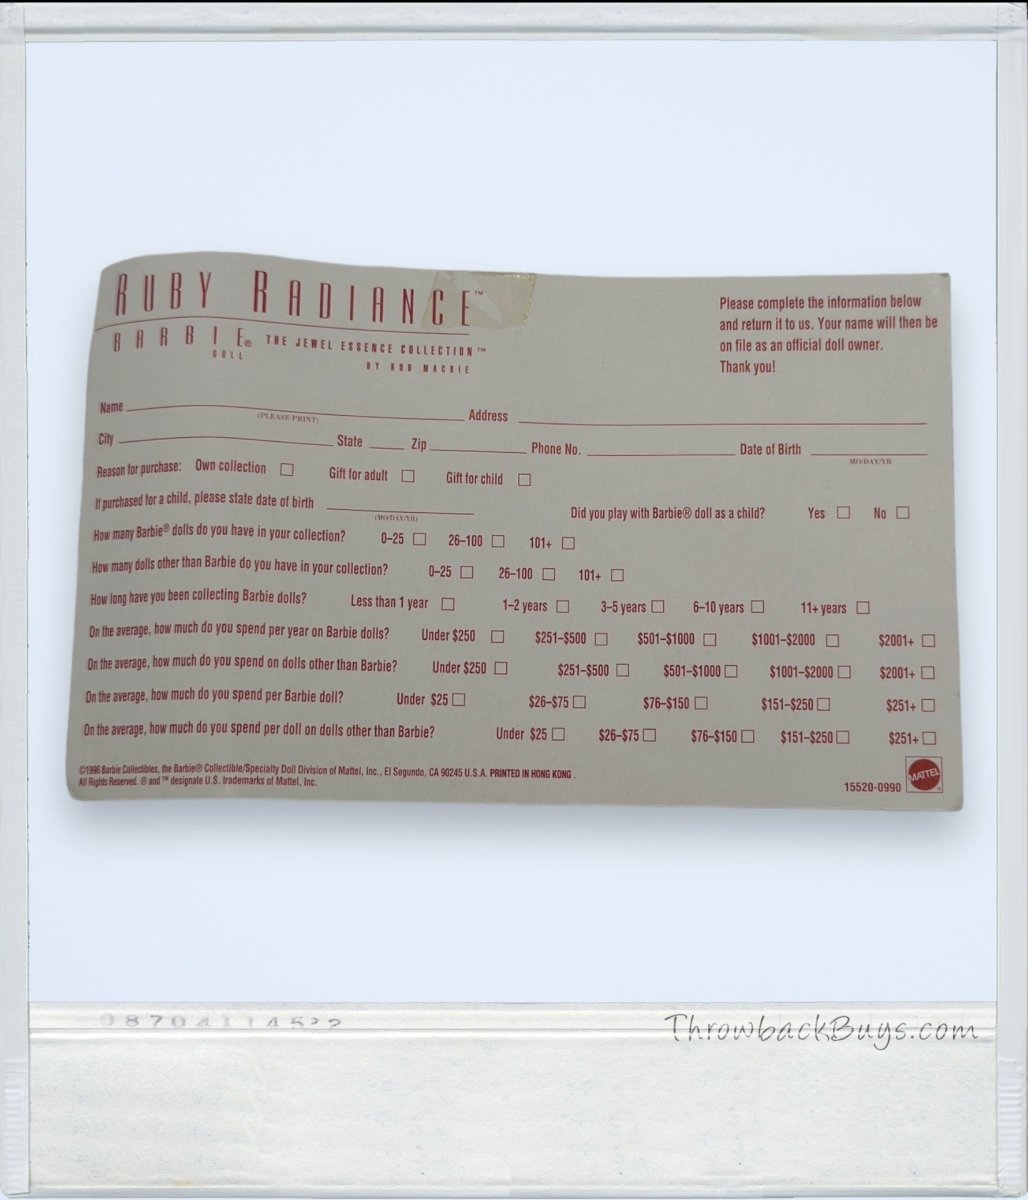 RUBY RADIANCE™
BARBIE® THE JEWEL ESSENCE COLLECTION™
DOLL
BY BOB MACKIE
Please complete the information below
and return it to us. Your name will then be
on file as an official doll owner.
Thank you!
Name Address
(PLEASE PRINT)
City State Zip Phone No. Date of Birth
MO/DAY/YR
Reason for purchase: Own collection Gift for adult Gift for child
If purchased for a child, please state date of birth Did you play with Barbie® doll as a child? Yes No
(MO/DAY/YR)
How many Barbie® dolls do you have in your collection? 0–25 26–100 101+
How many dolls other than Barbie do you have in your collection? 0–25 26–100 101+
How long have you been collecting Barbie dolls? Less than 1 year 1–2 years 3–5 years 6–10 years 11+ years
On the average, how much do you spend per year on Barbie dolls? Under $250 $251–$500 $501–$1000 $1001–$2000 $2001+
On the average, how much do you spend on dolls other than Barbie? Under $250 $251–$500 $501–$1000 $1001–$2000 $2001+
On the average, how much do you spend per Barbie doll? Under $25 $26–$75 $76–$150 $151–$250 $251+
On the average, how much do you spend per doll on dolls other than Barbie? Under $25 $26–$75 $76–$150 $151–$250 $251+
©1996 Barbie Collectibles, the Barbie® Collectible/Specialty Doll Division of Mattel, Inc., El Segundo, CA 90245 U.S.A. PRINTED IN HONG KONG.
All Rights Reserved. ® and ™ designate U.S. trademarks of Mattel, Inc.
15520-0990 MATTEL
ThrowbackBuys.com